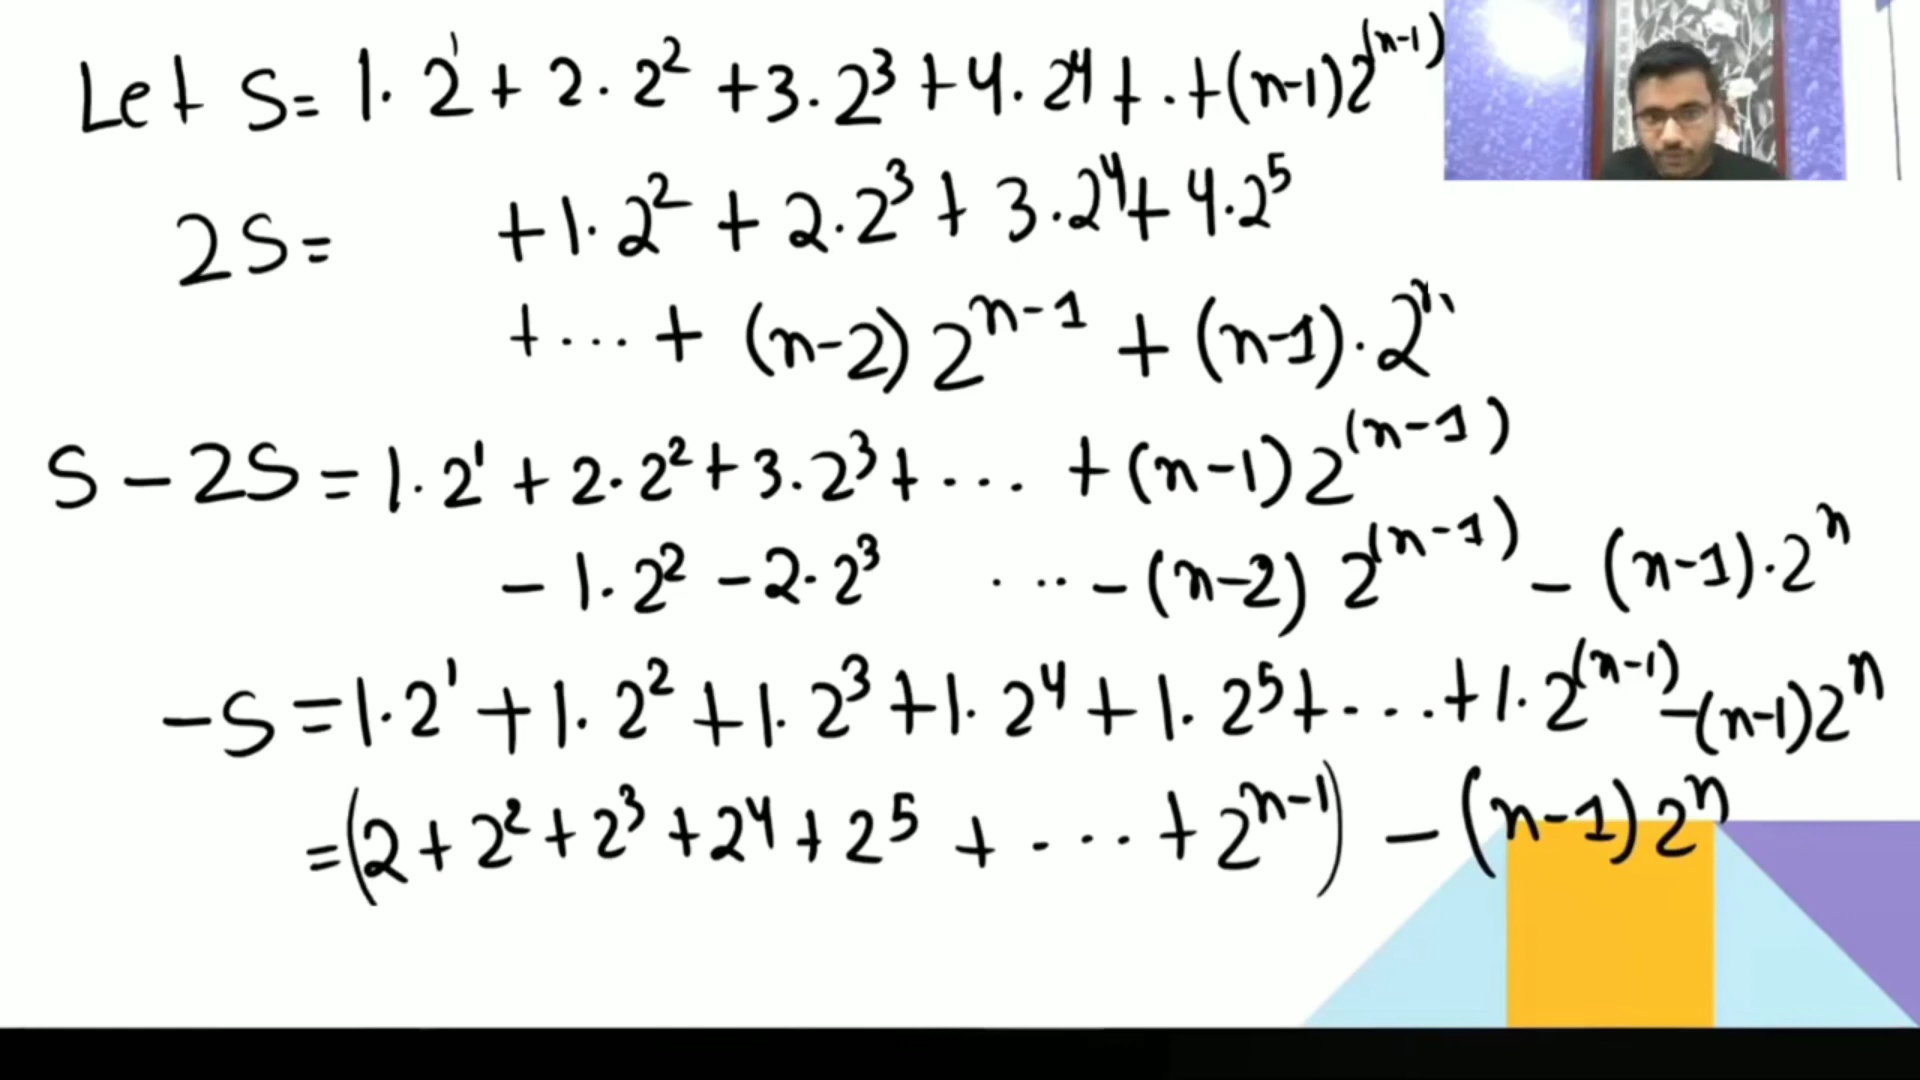 Let S= 1·2¹+ 2·2² +3·2³ +4·2⁴ + ·+(n-1)2⁽ⁿ⁻¹⁾
2S= +1·2² +2·2³ + 3·2⁴+ 4·2⁵
+ ... + (n-2) 2ⁿ⁻¹ + (n-1)·2ⁿ
S-2S= 1·2¹ + 2·2² + 3·2³ + ... + (n-1) 2⁽ⁿ⁻¹⁾
- 1·2² - 2·2³ ... -(n-2) 2⁽ⁿ⁻¹⁾ - (n-1)·2ⁿ
-S =1·2¹ +1·2² +1·2³ +1·2⁴ + 1·2⁵+...+1·2⁽ⁿ⁻¹⁾-(n-1)2ⁿ
=(2+2²+2³+2⁴+2⁵ + ... + 2ⁿ⁻¹) - (n-1)2ⁿ